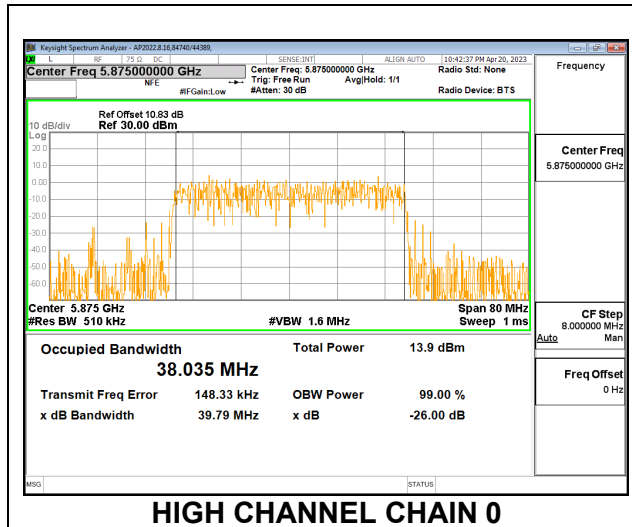 Keysight Spectrum Analyzer - AP2022.8.16,84740/44389,
L RF 75 Ω DC SENSE:INT ALIGN AUTO 10:42:37 PM Apr 20, 2023
Center Freq 5.875000000 GHz Center Freq: 5.875000000 GHz Radio Std: None Frequency
NFE Trig: Free Run Avg|Hold: 1/1
#IFGain:Low #Atten: 30 dB Radio Device: BTS
Ref Offset 10.83 dB
10 dB/div Ref 30.00 dBm
Log
20.0
10.0
0.00
-10.0
-20.0
-30.0
-40.0
-50.0
-60.0
Center Freq
5.875000000 GHz
Center 5.875 GHz Span 80 MHz
#Res BW 510 kHz #VBW 1.6 MHz Sweep 1 ms
CF Step
8.000000 MHz
Auto Man
Occupied Bandwidth Total Power 13.9 dBm
38.035 MHz
Freq Offset
0 Hz
Transmit Freq Error 148.33 kHz OBW Power 99.00 %
x dB Bandwidth 39.79 MHz x dB -26.00 dB
MSG STATUS
HIGH CHANNEL CHAIN 0